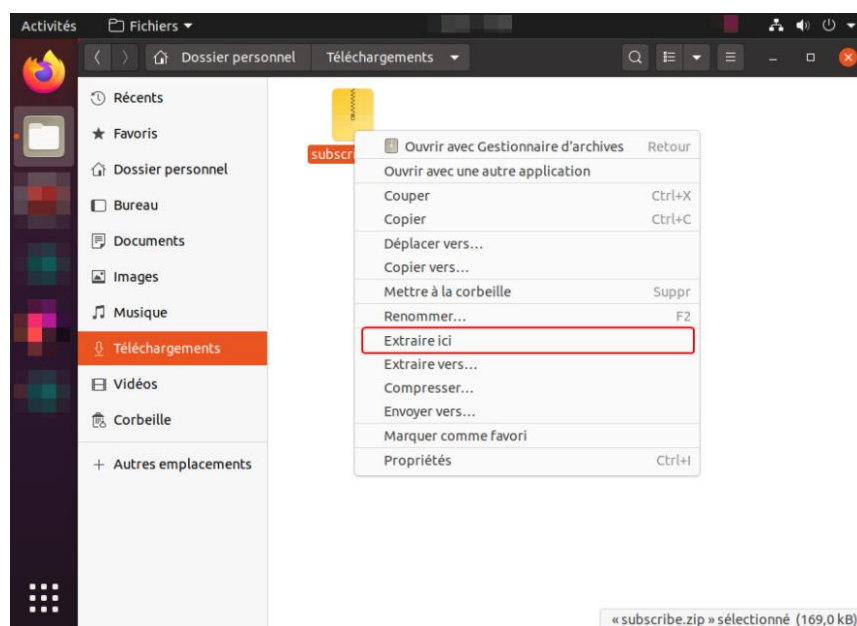 Activités
Fichiers
Dossier personnel
Téléchargements
Récents
Favoris
Dossier personnel
Bureau
Documents
Images
Musique
Téléchargements
Vidéos
Corbeille
+ Autres emplacements
subscri
Ouvrir avec Gestionnaire d'archives Retour
Ouvrir avec une autre application
Couper Ctrl+X
Copier Ctrl+C
Déplacer vers...
Copier vers...
Mettre à la corbeille Suppr
Renommer... F2
Extraire ici
Extraire vers...
Compresser...
Envoyer vers...
Marquer comme favori
Propriétés Ctrl+I
« subscribe.zip » sélectionné (169,0 kB)